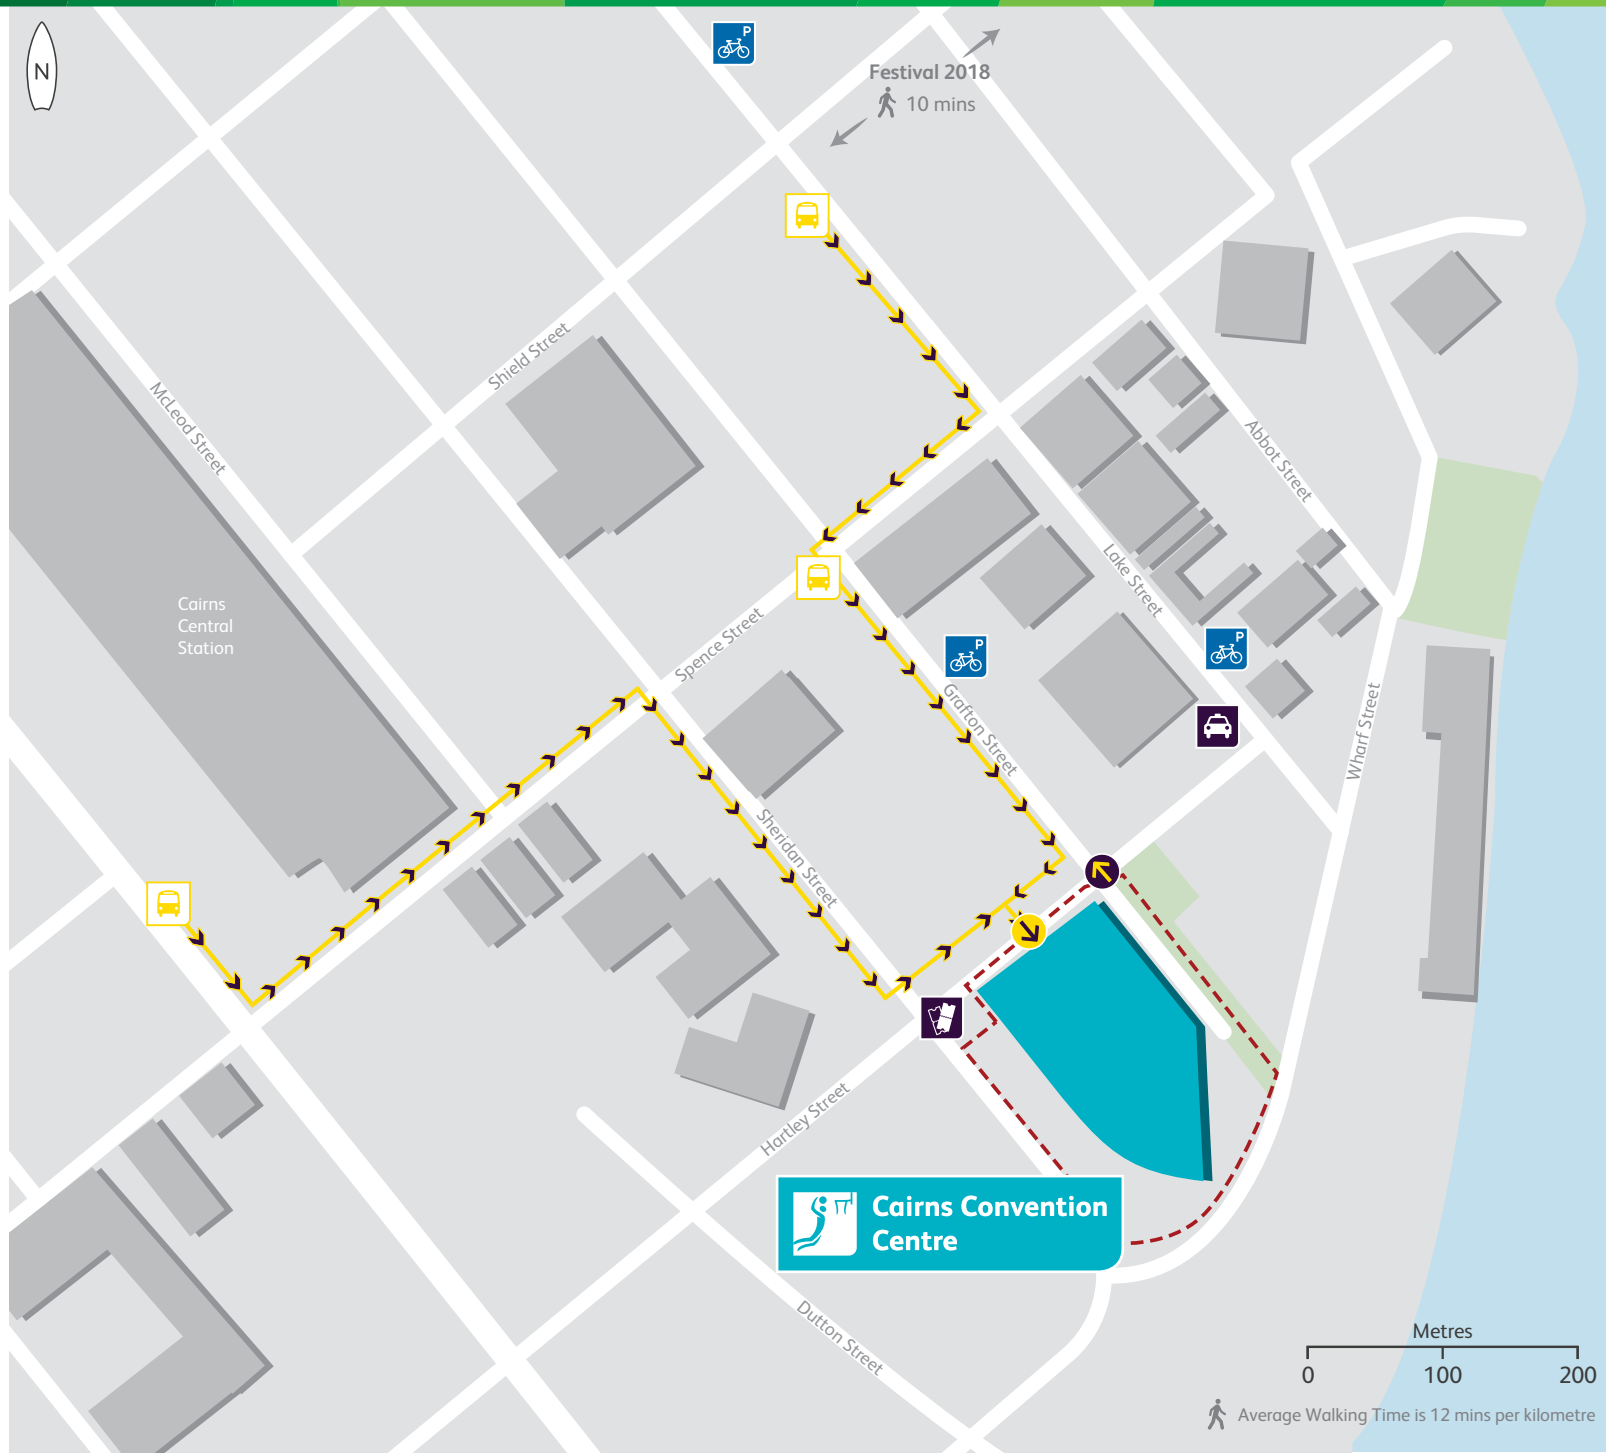 P
N
Festival 2018
10 mins
Shield Street
McLeod Street
Abbot Street
Lake Street
Cairns
Central
Station
Spence Street
P
P
Grafton Street
Wharf Street
Sheridan Street
Hartley Street
Cairns Convention
Centre
Dutton Street
Metres
0 100 200
Average Walking Time is 12 mins per kilometre